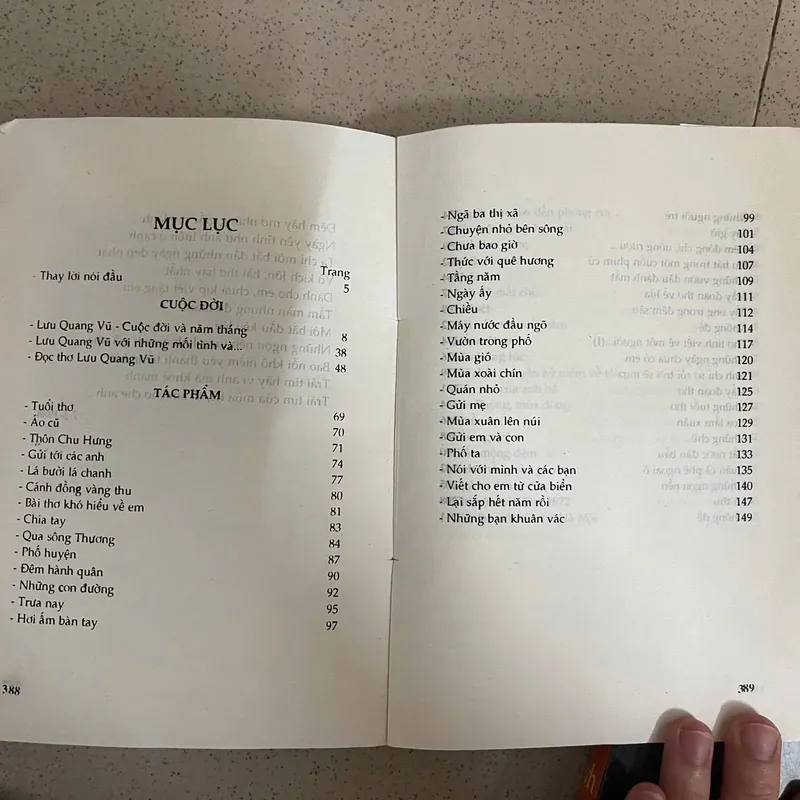 MỤC LỤC
Trang
- Thay lời nói đầu 5
CUỘC ĐỜI
- Lưu Quang Vũ - Cuộc đời và năm tháng 8
- Lưu Quang Vũ với những mối tình và... 38
- Đọc thơ Lưu Quang Vũ 48
TÁC PHẨM
- Tuổi thơ 69
- Áo cũ 70
- Thôn Chu Hưng 71
- Gửi tới các anh 74
- Lá bưởi lá chanh 77
- Cánh đồng vàng thu 80
- Bài thơ khó hiểu về em 81
- Chia tay 83
- Qua sông Thương 84
- Phố huyện 87
- Đêm hành quân 90
- Những con đường 92
- Trưa nay 95
- Hơi ấm bàn tay 97
388
- Ngã ba thị xã 99
- Chuyện nhỏ bên sông 101
- Chưa bao giờ 104
- Thức với quê hương 107
- Tầng năm 109
- Ngày ấy 111
- Chiều 112
- Máy nước đầu ngõ 114
- Vườn trong phố 117
- Mùa gió 120
- Mùa xoài chín 121
- Quán nhỏ 125
- Gửi mẹ 127
- Mùa xuân lên núi 129
- Gửi em và con 131
- Phố ta 133
- Nói với mình và các bạn 135
- Viết cho em từ cửa biển 140
- Lại sắp hết năm rồi 147
- Những bạn khuân vác 149
389